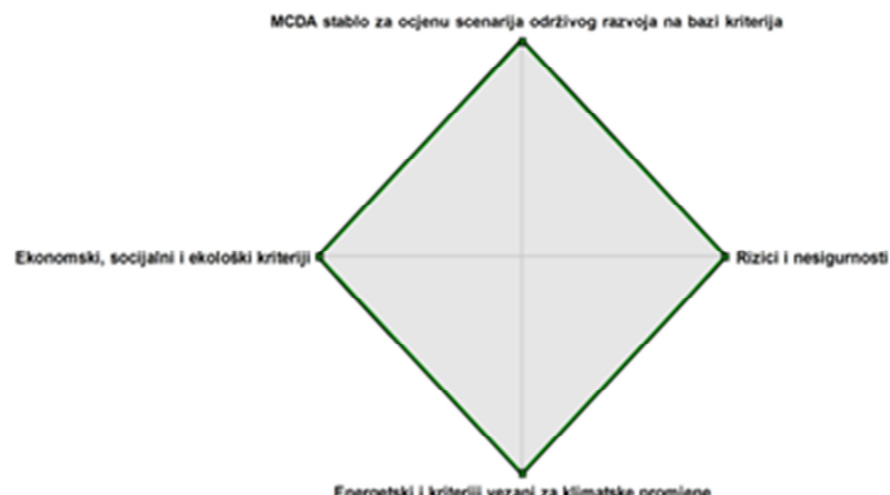 MCDA stablo za ocjenu scenarija održivog razvoja na bazi kriterija
Ekonomski, socijalni i ekološki kriteriji
Rizici i nesigurnosti
Energetski i kriteriji vezani za klimatske promjene